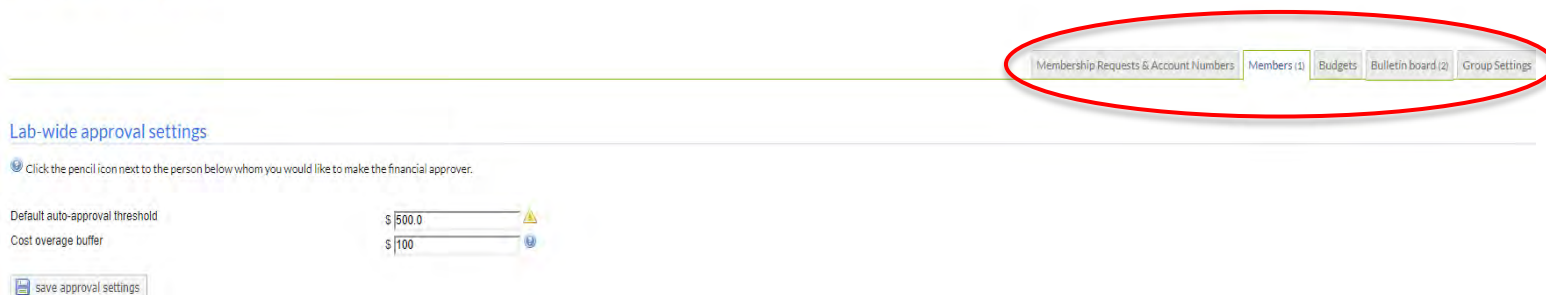 Membership Requests & Account Numbers Members (1) Budgets Bulletin board (2) Group Settings
Lab-wide approval settings
Click the pencil icon next to the person below whom you would like to make the financial approver.
Default auto-approval threshold $ 500.0
Cost overage buffer $ 100
save approval settings